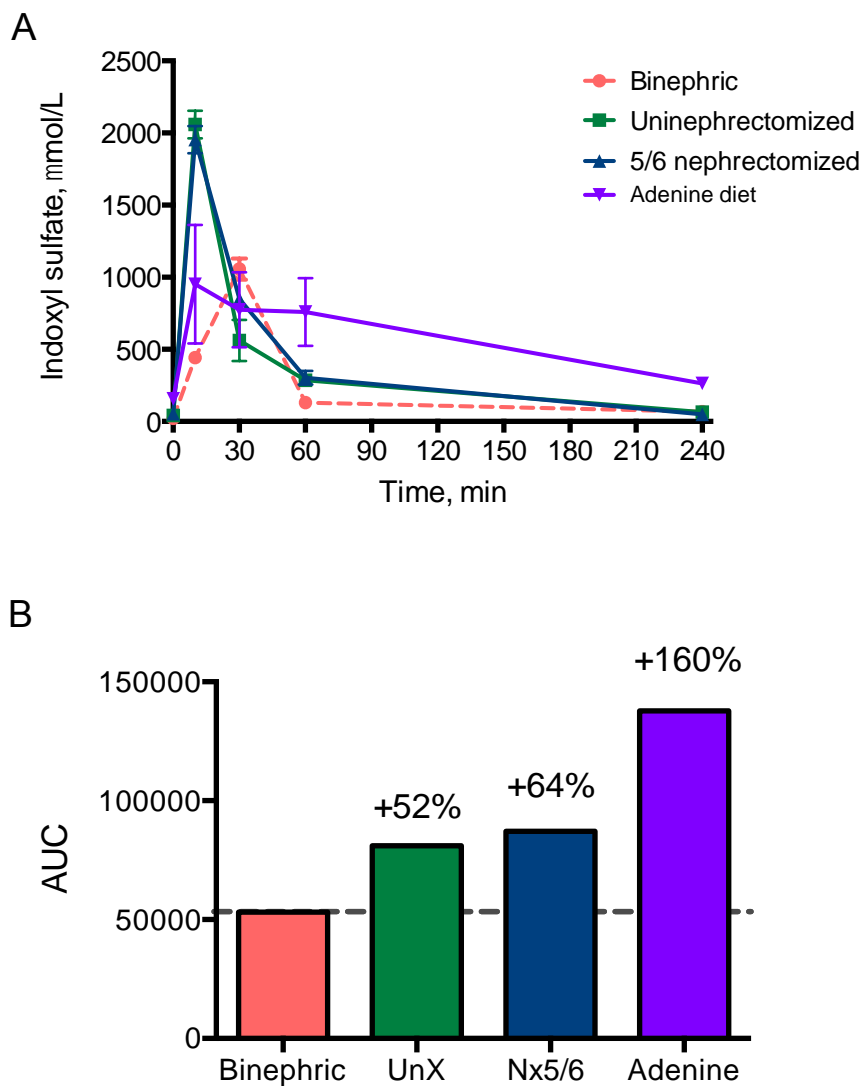 A
Indoxyl sulfate, mmol/L
2500
2000
1500
1000
500
0
0 30 60 90 120 150 180 210 240
Time, min
Binephric
Uninephrectomized
5/6 nephrectomized
Adenine diet
B
AUC
150000
100000
50000
0
+52%
+64%
+160%
Binephric UnX Nx5/6 Adenine